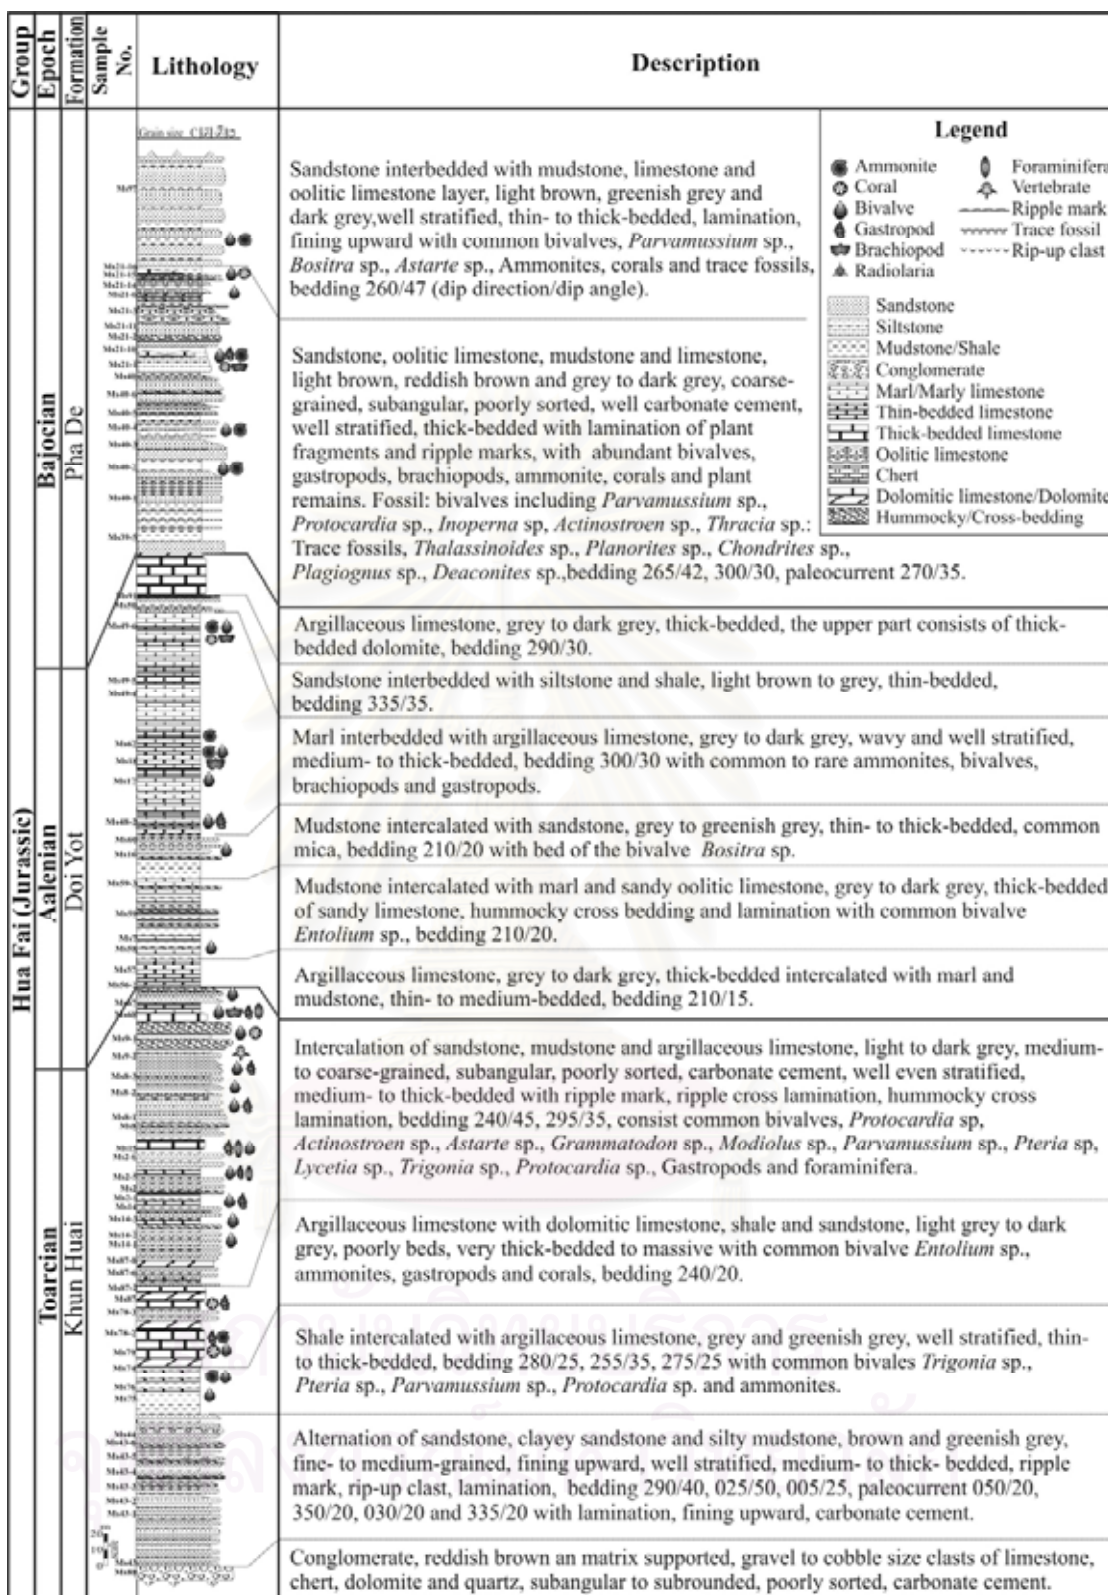 Group
Epoch
Formation
Sample No.
Lithology
Description
Hua Fai (Jurassic)
Bajocian
Aalenian
Toarcian
Pha De
Doi Yot
Khun Huai
Grain size
Legend
Ammonite
Coral
Bivalve
Gastropod
Brachiopod
Radiolaria
Foraminifera
Vertebrate
Ripple mark
Trace fossil
Rip-up clast
Sandstone
Siltstone
Mudstone/Shale
Conglomerate
Marl/Marly limestone
Thin-bedded limestone
Thick-bedded limestone
Oolitic limestone
Chert
Dolomitic limestone/Dolomite
Hummocky/Cross-bedding
Sandstone interbedded with mudstone, limestone and
oolitic limestone layer, light brown, greenish grey and
dark grey,well stratified, thin- to thick-bedded, lamination,
fining upward with common bivalves, Parvamussium sp.,
Bositra sp., Astarte sp., Ammonites, corals and trace fossils,
bedding 260/47 (dip direction/dip angle).
Sandstone, oolitic limestone, mudstone and limestone,
light brown, reddish brown and grey to dark grey, coarse-
grained, subangular, poorly sorted, well carbonate cement,
well stratified, thick-bedded with lamination of plant
fragments and ripple marks, with abundant bivalves,
gastropods, brachiopods, ammonite, corals and plant
remains. Fossil: bivalves including Parvamussium sp.,
Protocardia sp., Inoperna sp, Actinostroen sp., Thracia sp.:
Trace fossils, Thalassinoides sp., Planorites sp., Chondrites sp.,
Plagiognus sp., Deaconites sp.,bedding 265/42, 300/30, paleocurrent 270/35.
Argillaceous limestone, grey to dark grey, thick-bedded, the upper part consists of thick-
bedded dolomite, bedding 290/30.
Sandstone interbedded with siltstone and shale, light brown to grey, thin-bedded,
bedding 335/35.
Marl interbedded with argillaceous limestone, grey to dark grey, wavy and well stratified,
medium- to thick-bedded, bedding 300/30 with common to rare ammonites, bivalves,
brachiopods and gastropods.
Mudstone intercalated with sandstone, grey to greenish grey, thin- to thick-bedded, common
mica, bedding 210/20 with bed of the bivalve Bositra sp.
Mudstone intercalated with marl and sandy oolitic limestone, grey to dark grey, thick-bedded
of sandy limestone, hummocky cross bedding and lamination with common bivalve
Entolium sp., bedding 210/20.
Argillaceous limestone, grey to dark grey, thick-bedded intercalated with marl and
mudstone, thin- to medium-bedded, bedding 210/15.
Intercalation of sandstone, mudstone and argillaceous limestone, light to dark grey, medium-
to coarse-grained, subangular, poorly sorted, carbonate cement, well even stratified,
medium- to thick-bedded with ripple mark, ripple cross lamination, hummocky cross
lamination, bedding 240/45, 295/35, consist common bivalves, Protocardia sp,
Actinostroen sp., Astarte sp., Grammatodon sp., Modiolus sp., Parvamussium sp., Pteria sp,
Lycetia sp., Trigonia sp., Protocardia sp., Gastropods and foraminifera.
Argillaceous limestone with dolomitic limestone, shale and sandstone, light grey to dark
grey, poorly beds, very thick-bedded to massive with common bivalve Entolium sp.,
ammonites, gastropods and corals, bedding 240/20.
Shale intercalated with argillaceous limestone, grey and greenish grey, well stratified, thin-
to thick-bedded, bedding 280/25, 255/35, 275/25 with common bivales Trigonia sp.,
Pteria sp., Parvamussium sp., Protocardia sp. and ammonites.
Alternation of sandstone, clayey sandstone and silty mudstone, brown and greenish grey,
fine- to medium-grained, fining upward, well stratified, medium- to thick- bedded, ripple
mark, rip-up clast, lamination, bedding 290/40, 025/50, 005/25, paleocurrent 050/20,
350/20, 030/20 and 335/20 with lamination, fining upward, carbonate cement.
Conglomerate, reddish brown an matrix supported, gravel to cobble size clasts of limestone,
chert, dolomite and quartz, subangular to subrounded, poorly sorted, carbonate cement.